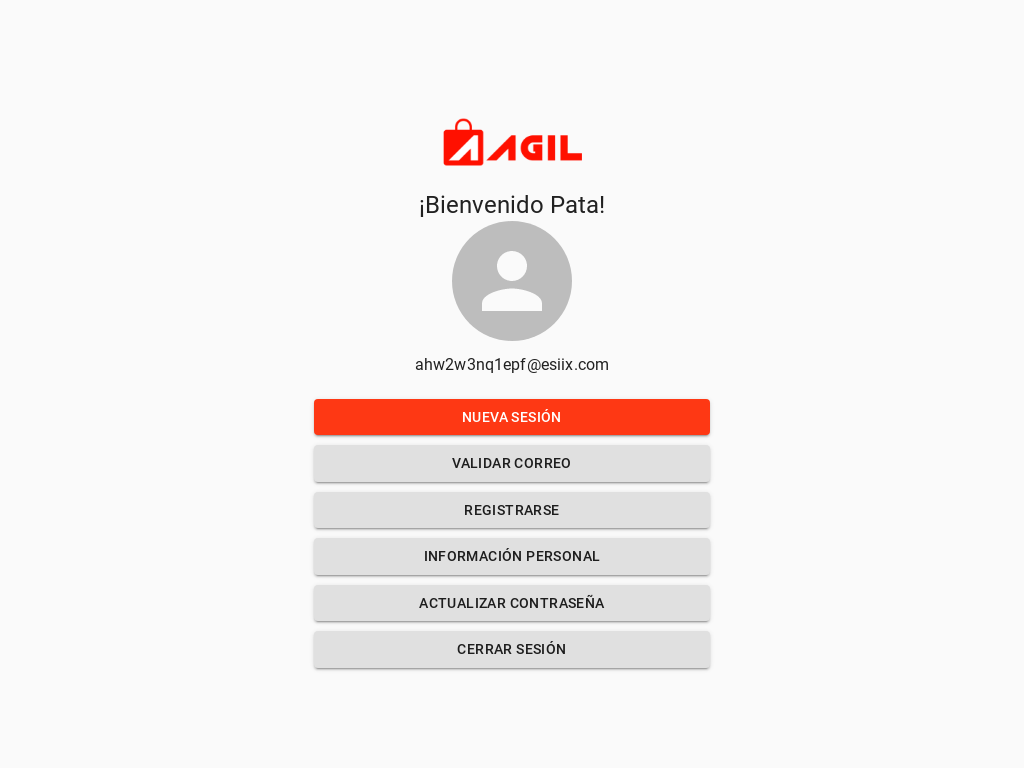 AGIL
¡Bienvenido Pata!
ahw2w3nq1epf@esiix.com
NUEVA SESIÓN
VALIDAR CORREO
REGISTRARSE
INFORMACIÓN PERSONAL
ACTUALIZAR CONTRASEÑA
CERRAR SESIÓN